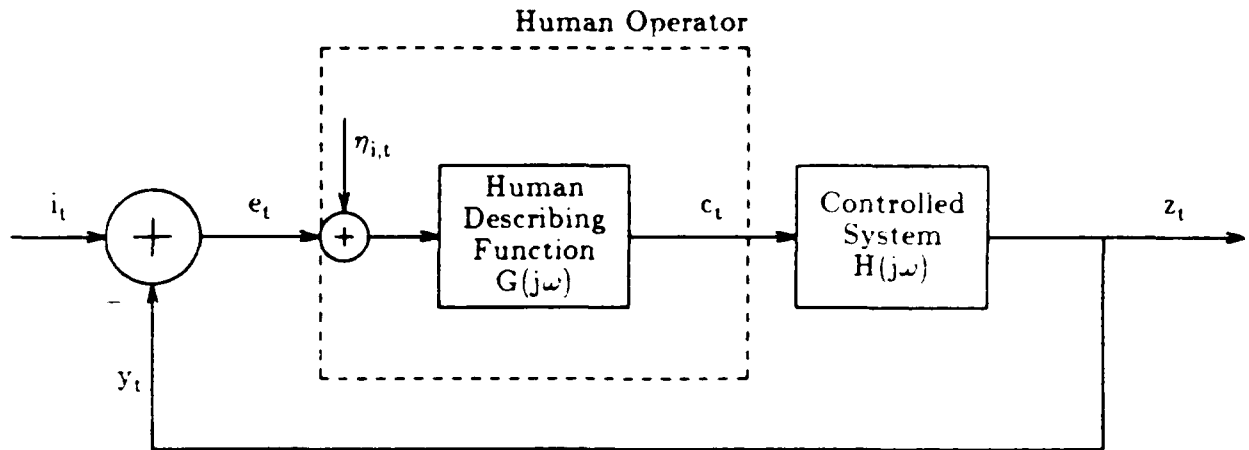 Human Operator
η_{i,t}
i_t
+
e_t
+
Human
Describing
Function
G(jω)
c_t
Controlled
System
H(jω)
z_t
−
y_t